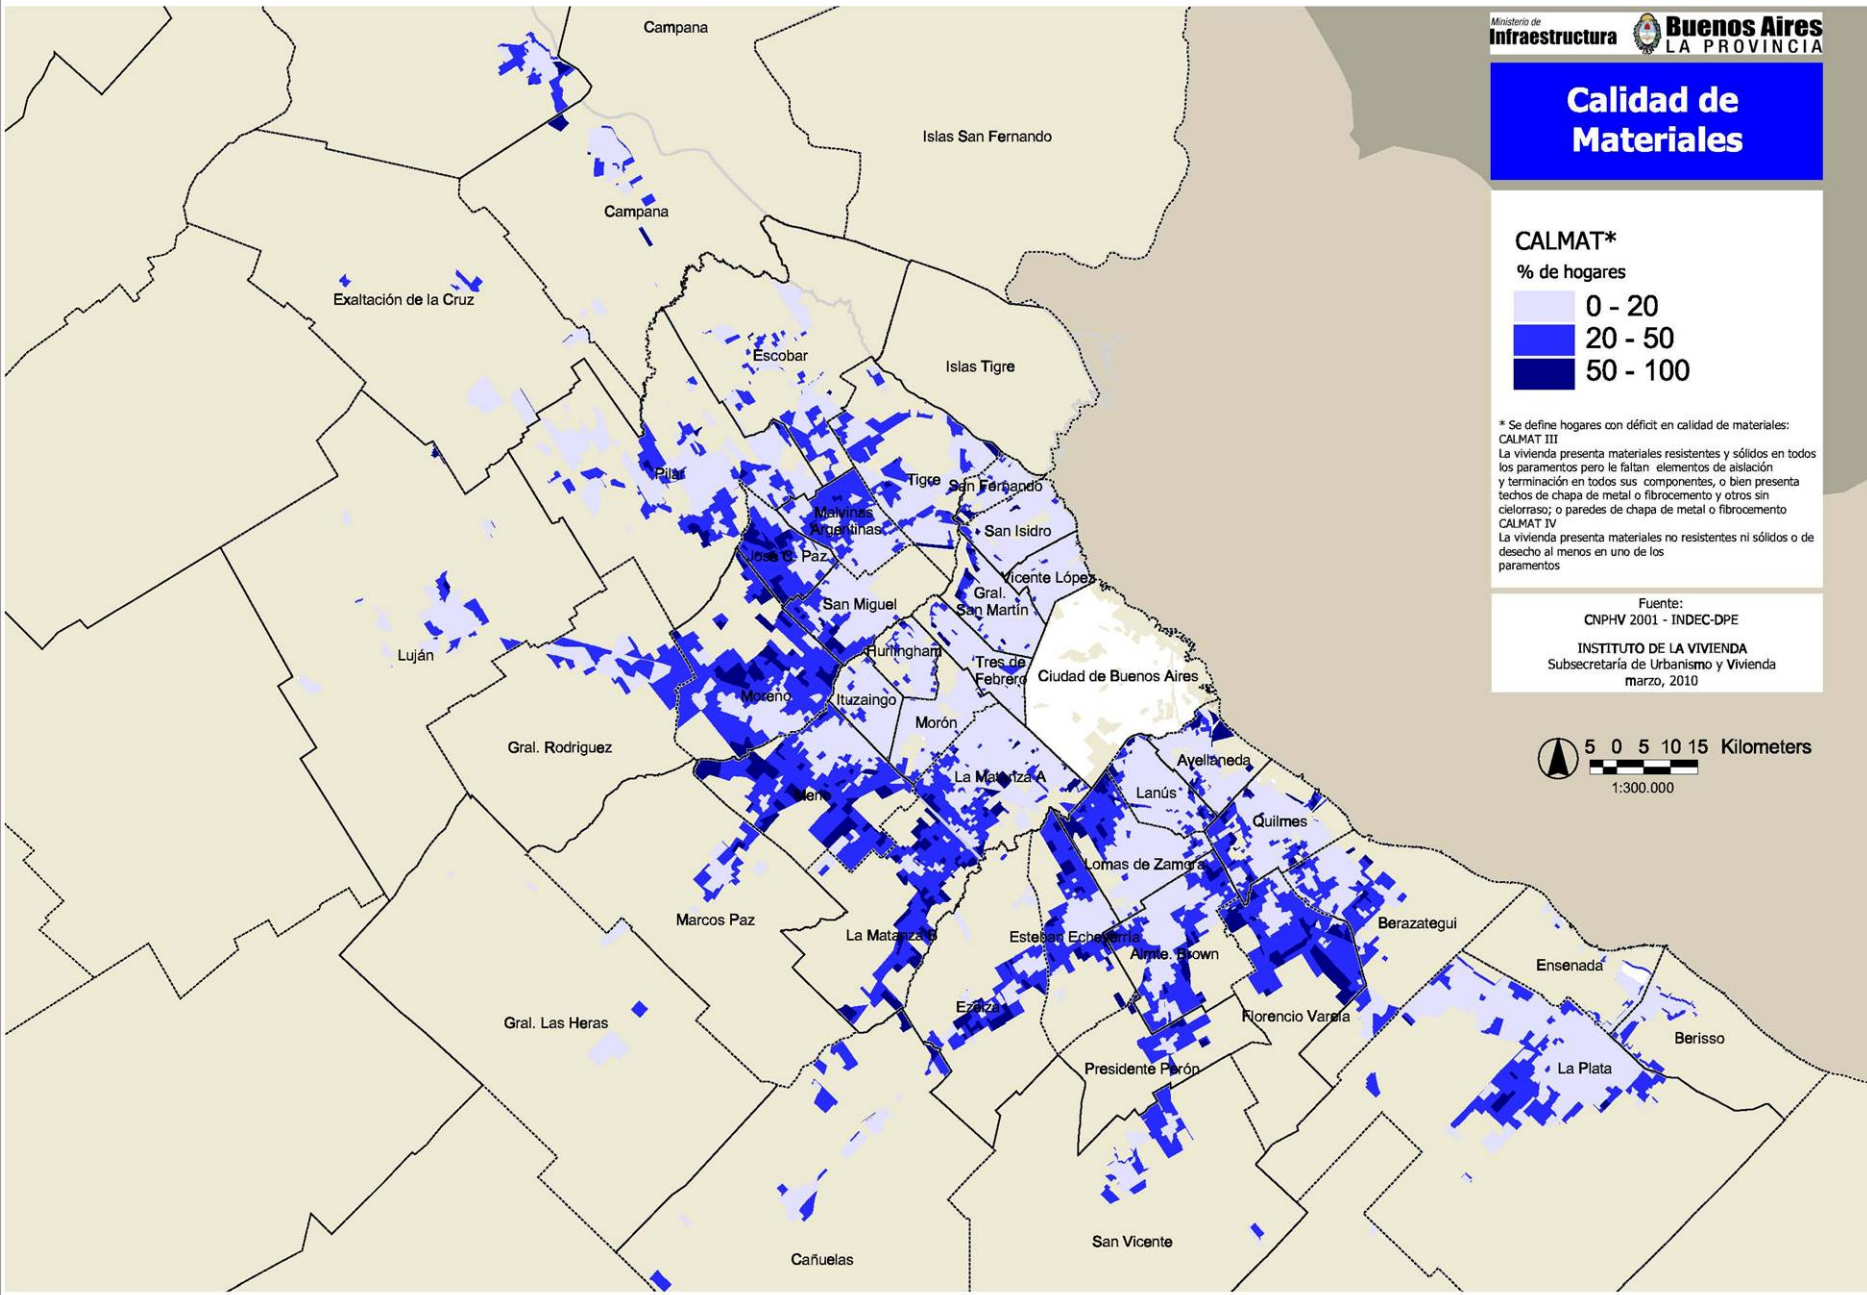 Ministerio de
Infraestructura
Buenos Aires
LA PROVINCIA
Calidad de
Materiales
CALMAT*
% de hogares
0 - 20
20 - 50
50 - 100
* Se define hogares con déficit en calidad de materiales:
CALMAT III
La vivienda presenta materiales resistentes y sólidos en todos
los paramentos pero le faltan elementos de aislación
y terminación en todos sus componentes, o bien presenta
techos de chapa de metal o fibrocemento y otros sin
cielorraso; o paredes de chapa de metal o fibrocemento
CALMAT IV
La vivienda presenta materiales no resistentes ni sólidos o de
desecho al menos en uno de los
paramentos
Fuente:
CNPHV 2001 - INDEC-DPE
INSTITUTO DE LA VIVIENDA
Subsecretaría de Urbanismo y Vivienda
marzo, 2010
5 0 5 10 15 Kilometers
1:300.000
Campana
Islas San Fernando
Campana
Exaltación de la Cruz
Escobar
Islas Tigre
Pilar
Tigre
San Fernando
Malvinas
Argentinas
San Isidro
José C. Paz
Vicente López
Gral.
San Martín
San Miguel
Luján
Hurlingham
Tres de
Febrero
Ciudad de Buenos Aires
Moreno
Ituzaingo
Morón
Gral. Rodriguez
Avellaneda
La Matanza A
Lanús
Merlo
Quilmes
Lomas de Zamora
Marcos Paz
La Matanza B
Esteban Echeverria
Berazategui
Almte. Brown
Ensenada
Ezeiza
Florencio Varela
Gral. Las Heras
Berisso
Presidente Perón
La Plata
San Vicente
Cañuelas